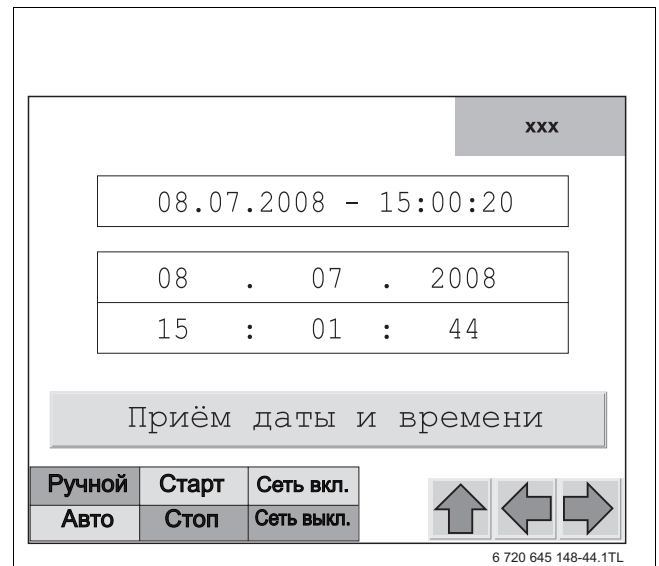 xxx
08.07.2008 - 15:00:20
08 . 07 . 2008
15 : 01 : 44
Приём даты и времени
Ручной Старт Сеть вкл.
Авто Стоп Сеть выкл.
6 720 645 148-44.1TL